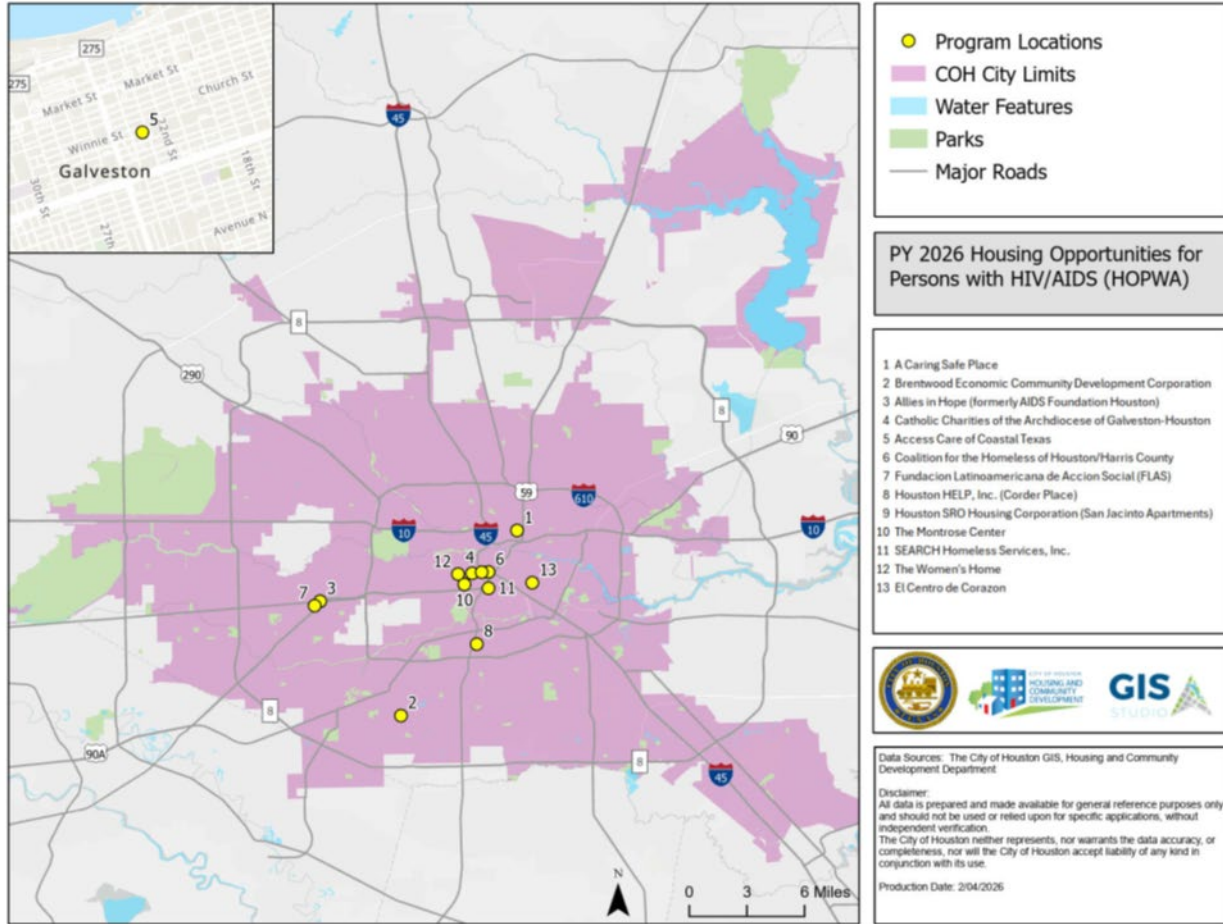 275
275
Market St
Market St
Church St
5
Winnie St
22nd St
Galveston
18th St
30th St
27th
Avenue N
45
8
290
8
90
59
610
10
45
1
10
12
4
6
13
7
3
10
11
8
2
8
90A
8
45
N
0 3 6 Miles
Program Locations
COH City Limits
Water Features
Parks
Major Roads
PY 2026 Housing Opportunities for
Persons with HIV/AIDS (HOPWA)
1 A Caring Safe Place
2 Brentwood Economic Community Development Corporation
3 Allies in Hope (formerly AIDS Foundation Houston)
4 Catholic Charities of the Archdiocese of Galveston-Houston
5 Access Care of Coastal Texas
6 Coalition for the Homeless of Houston/Harris County
7 Fundacion Latinoamericana de Accion Social (FLAS)
8 Houston HELP, Inc. (Corder Place)
9 Houston SRO Housing Corporation (San Jacinto Apartments)
10 The Montrose Center
11 SEARCH Homeless Services, Inc.
12 The Women's Home
13 El Centro de Corazon
CITY OF HOUSTON
HOUSING AND
COMMUNITY
DEVELOPMENT
GIS
STUDIO
Data Sources: The City of Houston GIS, Housing and Community
Development Department
Disclaimer:
All data is prepared and made available for general reference purposes only
and should not be used or relied upon for specific applications, without
independent verification.
The City of Houston neither represents, nor warrants the data accuracy, or
completeness, nor will the City of Houston accept liability of any kind in
conjunction with its use.
Production Date: 2/04/2026